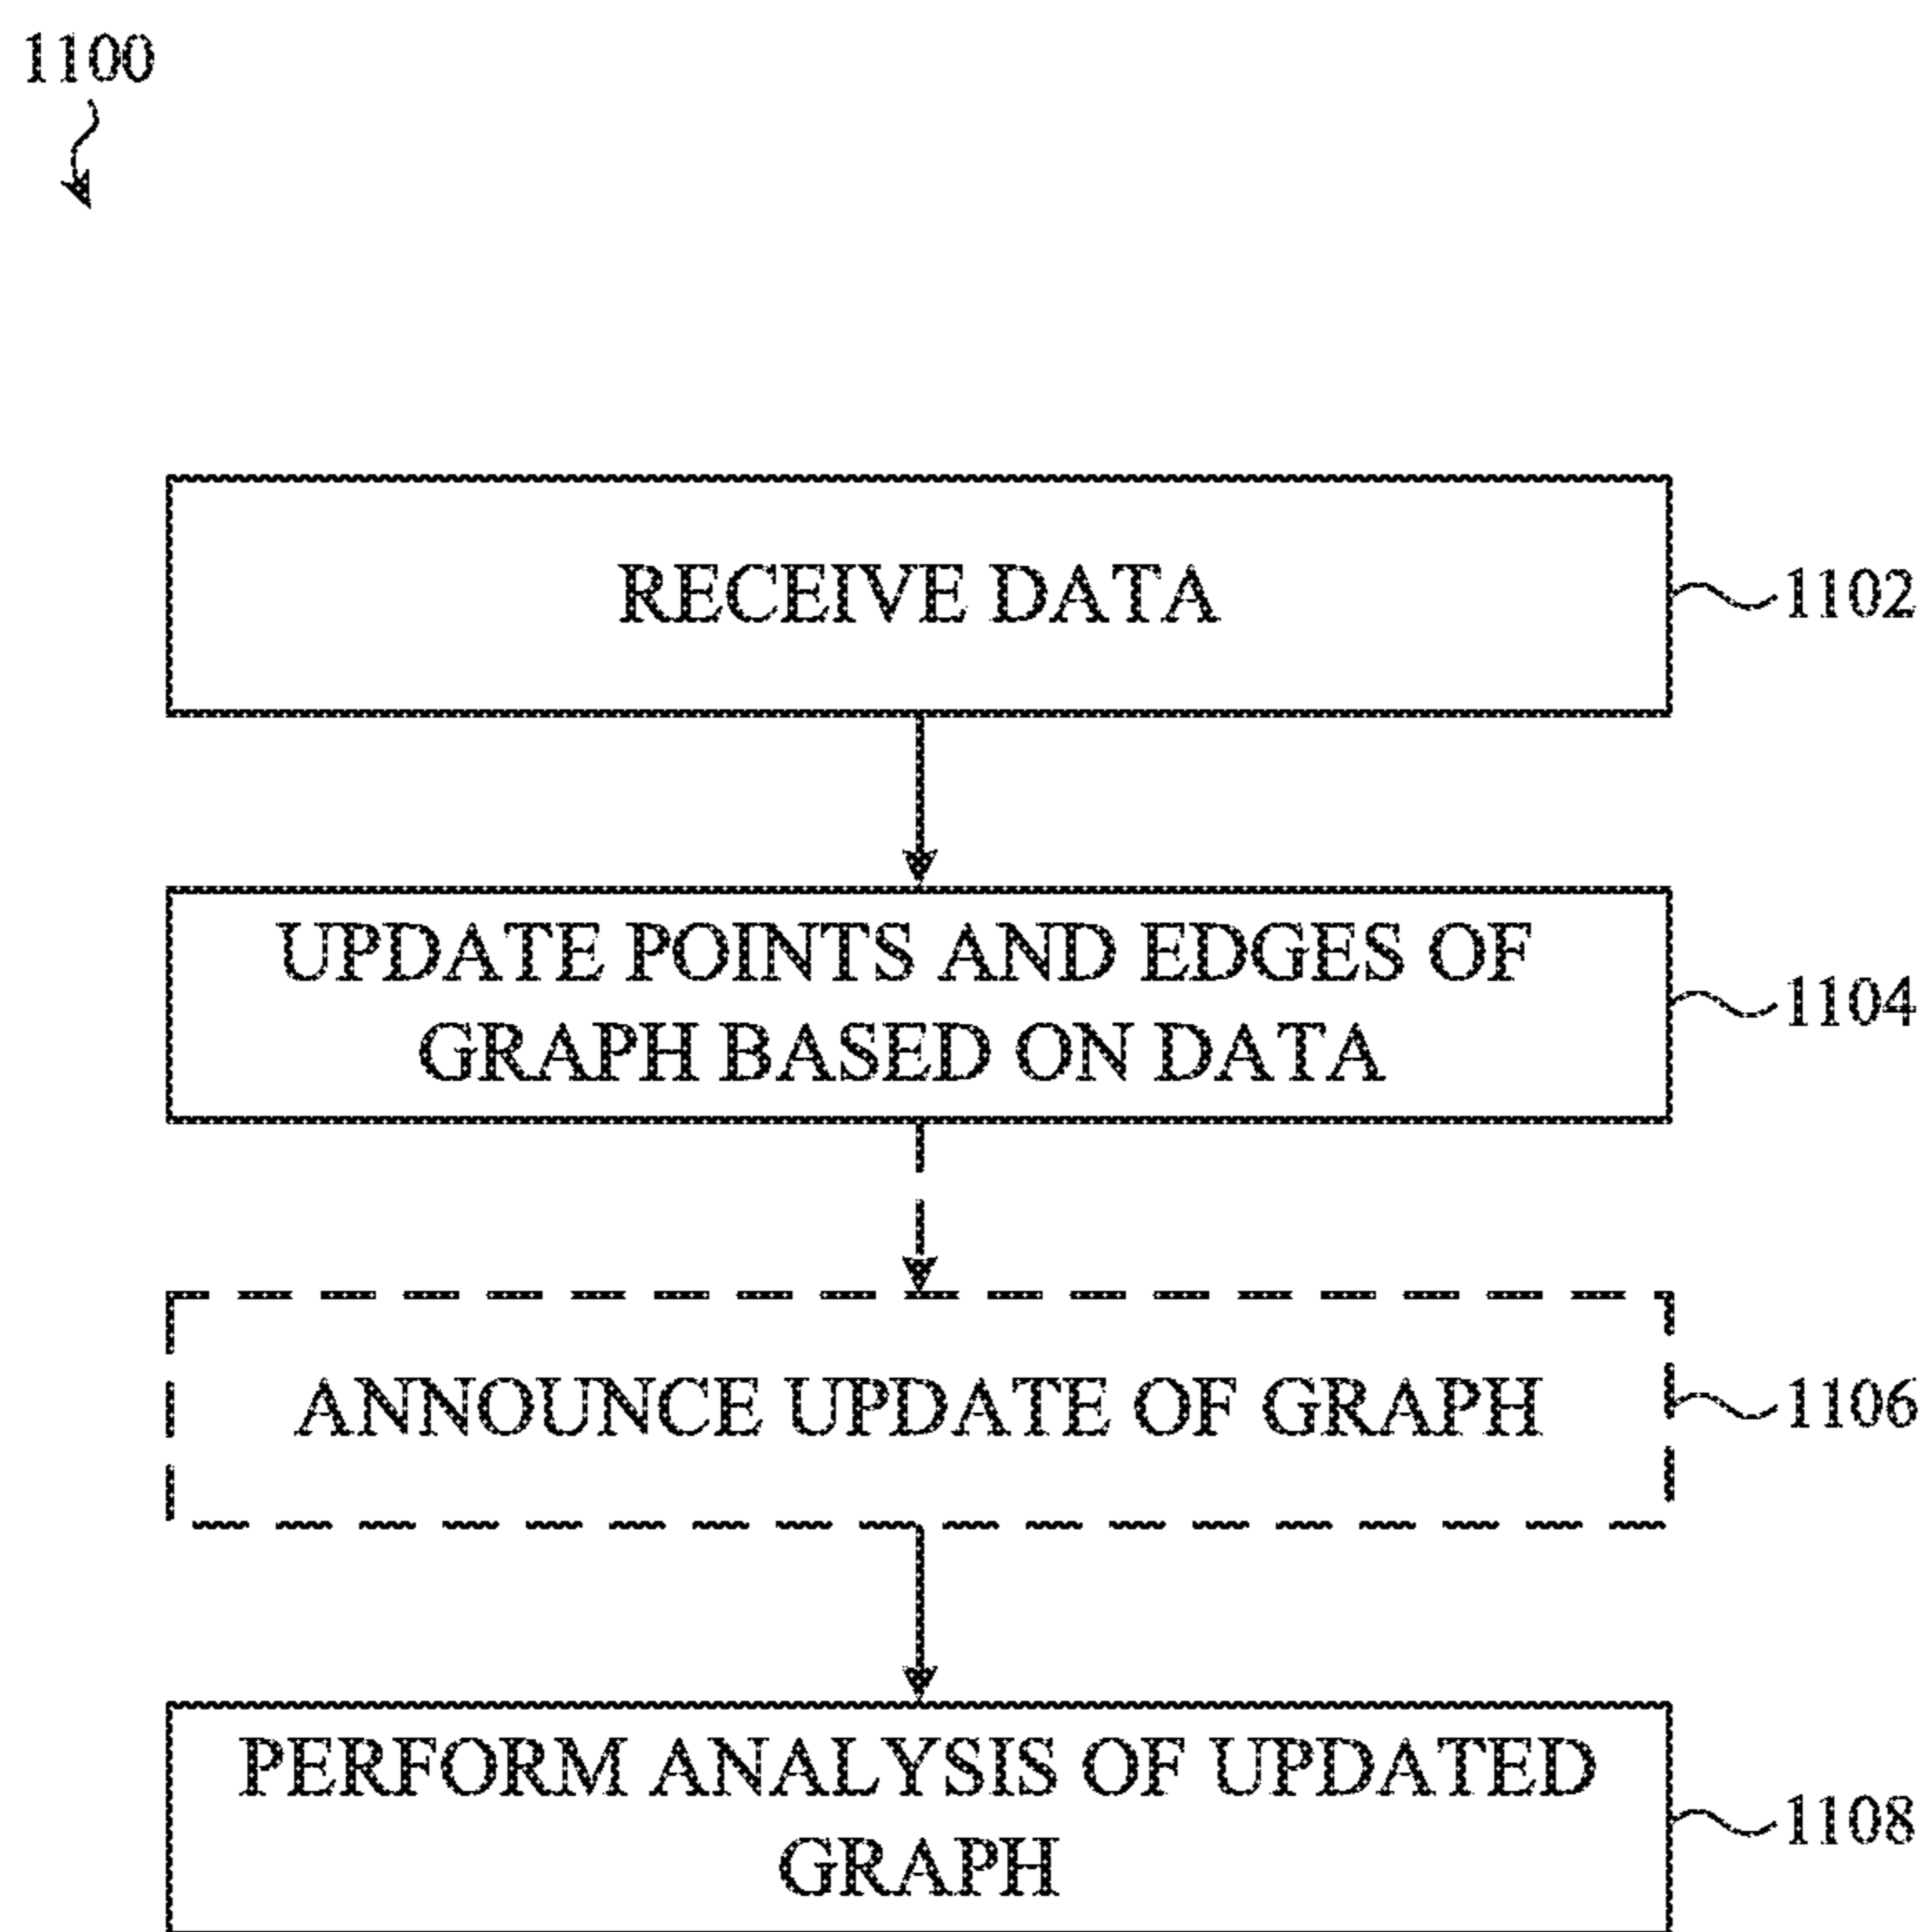 1100
RECEIVE DATA
1102
UPDATE POINTS AND EDGES OF
GRAPH BASED ON DATA
1104
ANNOUNCE UPDATE OF GRAPH
1106
PERFORM ANALYSIS OF UPDATED
GRAPH
1108